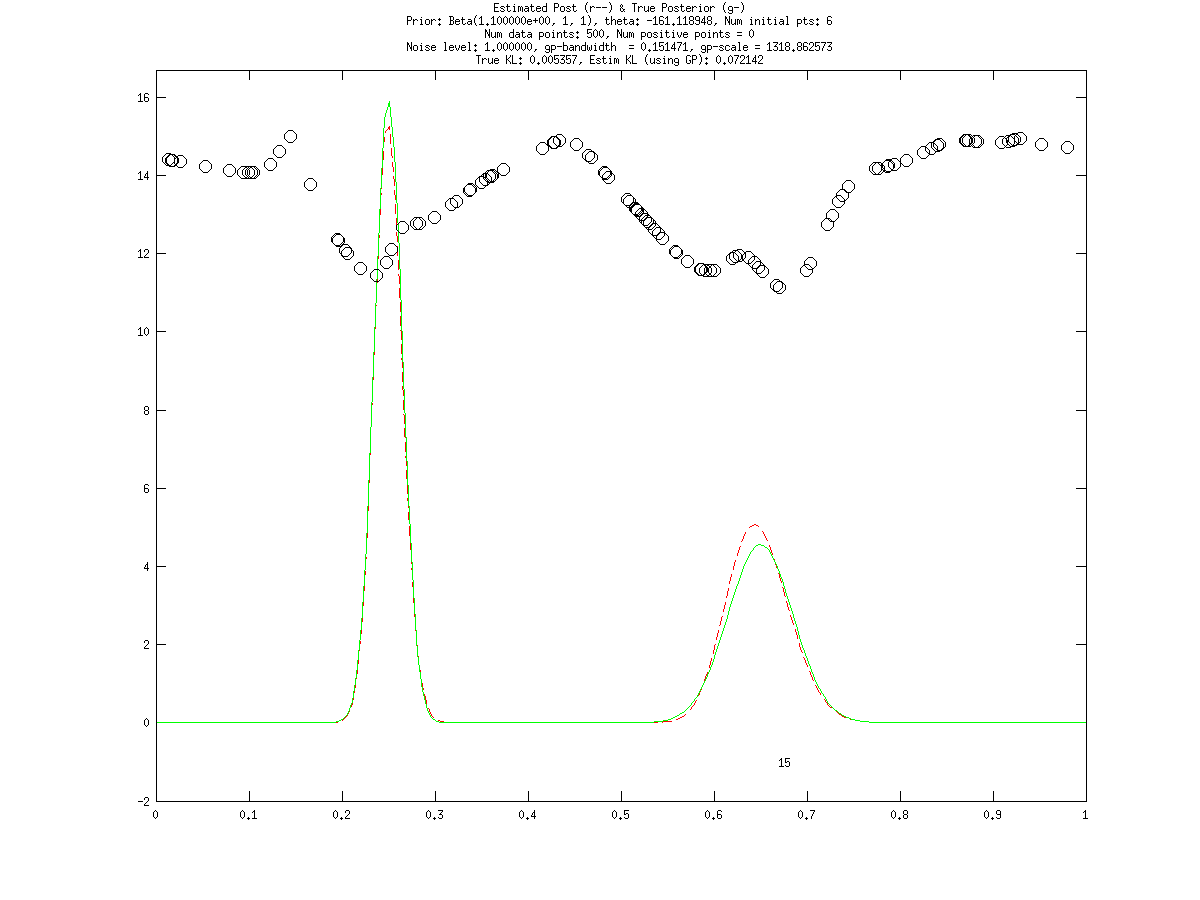 Estimated Post (r--) & True Posterior (g-)
Prior: Beta(1.100000e+00, 1, 1), theta: -161.118948, Num initial pts: 6
Num data points: 500, Num positive points = 0
Noise level: 1.000000, gp-bandwidth  = 0.151471, gp-scale = 1318.862573
True KL: 0.005357, Estim KL (using GP): 0.072142
16
14
12
10
8
6
4
2
0
15
-2
0 0.1 0.2 0.3 0.4 0.5 0.6 0.7 0.8 0.9 1